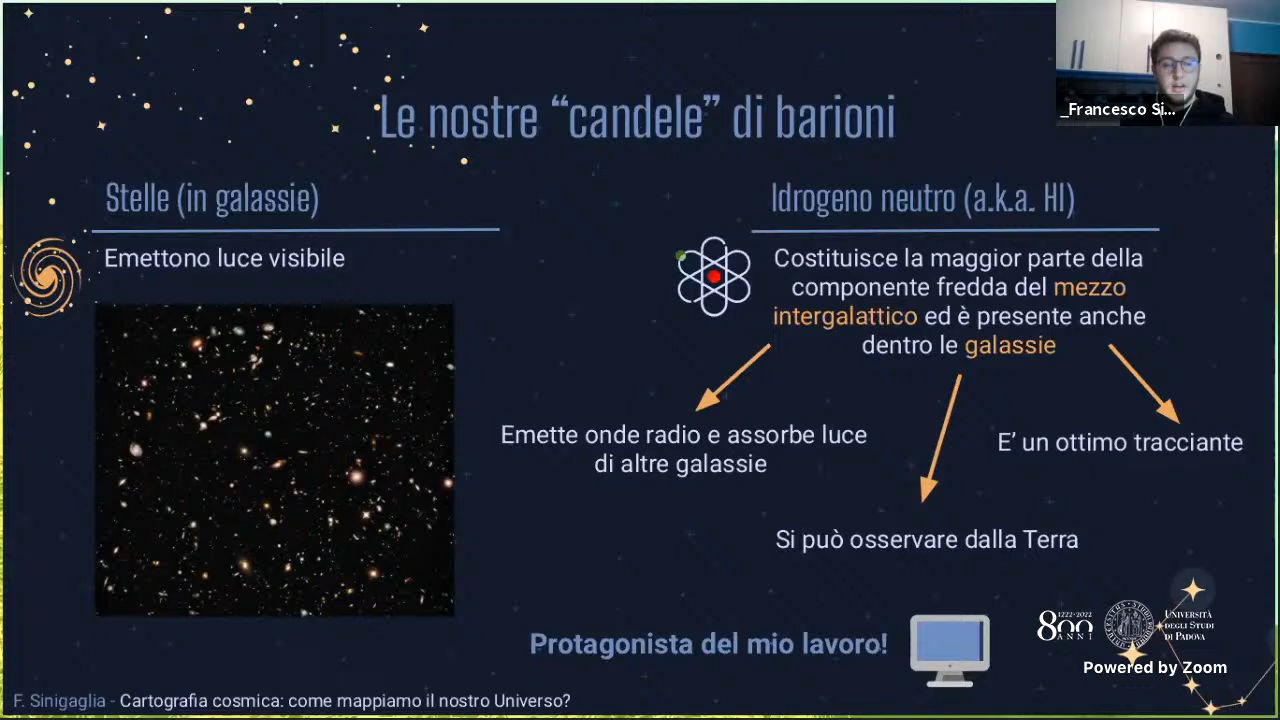 Le nostre “candele” di barioni
_Francesco Si...
Stelle (in galassie)
Emettono luce visibile
Idrogeno neutro (a.k.a. HI)
Costituisce la maggior parte della
componente fredda del mezzo
intergalattico ed è presente anche
dentro le galassie
Emette onde radio e assorbe luce
di altre galassie
E’ un ottimo tracciante
Si può osservare dalla Terra
Protagonista del mio lavoro!
1222·2022
800
ANNI
UNIVERSITÀ
DEGLI STUDI
DI PADOVA
Powered by Zoom
F. Sinigaglia - Cartografia cosmica: come mappiamo il nostro Universo?